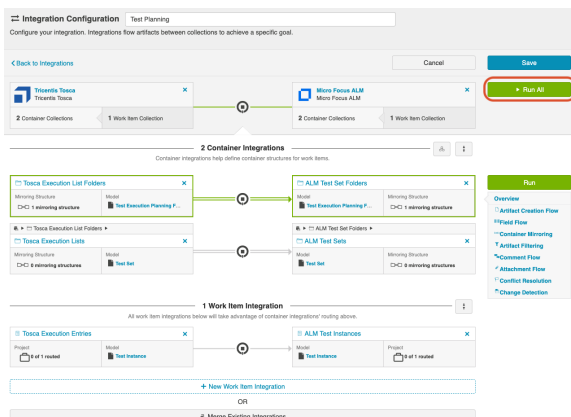 Integration Configuration Test Planning
Configure your integration. Integrations flow artifacts between collections to achieve a specific goal.
Back to Integrations Cancel Save
Run All
Tricentis Tosca
Tricentis Tosca
2 Container Collections 1 Work Item Collection
Micro Focus ALM
Micro Focus ALM
2 Container Collections 1 Work Item Collection
2 Container Integrations
Container integrations help define container structures for work items.
Tosca Execution List Folders
Mirroring Structure Model
1 mirroring structure Test Execution Planning F...
ALM Test Set Folders
Model Mirroring Structure
Test Execution Planning F... 1 mirroring structure
Tosca Execution List Folders
Tosca Execution Lists
Mirroring Structure Model
0 mirroring structures Test Set
ALM Test Set Folders
ALM Test Sets
Model Mirroring Structure
Test Set 0 mirroring structures
Run
Overview
Artifact Creation Flow
Field Flow
Container Mirroring
Artifact Filtering
Comment Flow
Attachment Flow
Conflict Resolution
Change Detection
1 Work Item Integration
All work item integrations below will take advantage of container integrations' routing above.
Tosca Execution Entries
Project Model
0 of 1 routed Test Instance
ALM Test Instances
Model Project
Test Instance 0 of 1 routed
+ New Work Item Integration
OR
Merge Existing Integrations